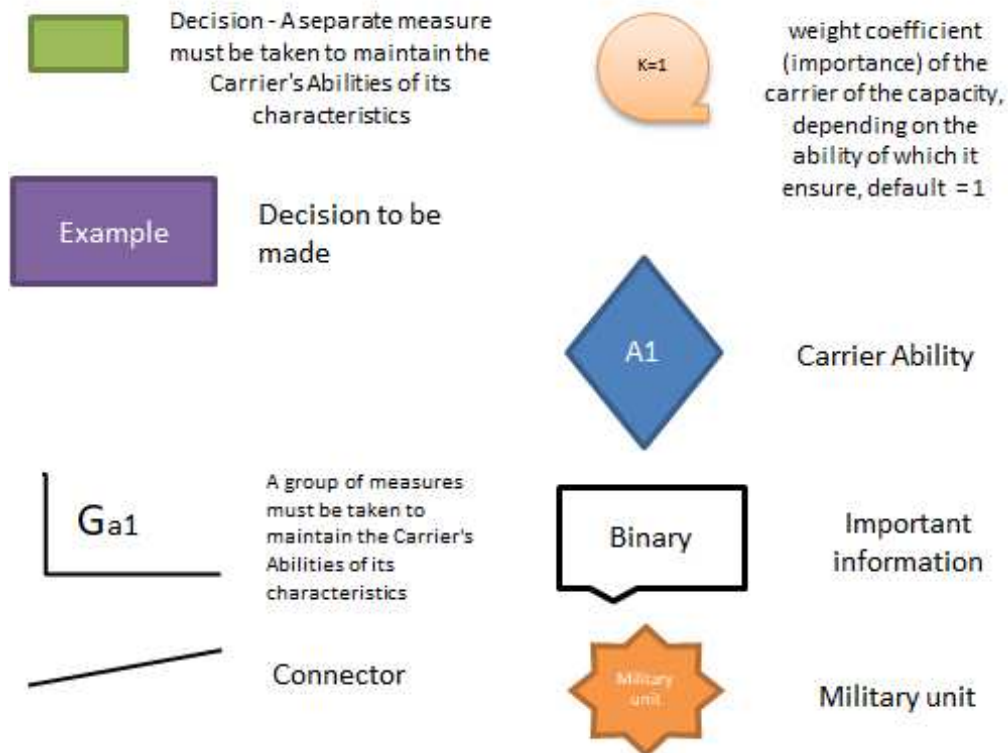 Decision - A separate measure
must be taken to maintain the
Carrier's Abilities of its
characteristics
K=1
weight coefficient
(importance) of the
carrier of the capacity,
depending on the
ability of which it
ensure, default = 1
Example
Decision to be
made
A1
Carrier Ability
Ga1
A group of measures
must be taken to
maintain the Carrier's
Abilities of its
characteristics
Binary
Important
information
Connector
Military
unit
Military unit